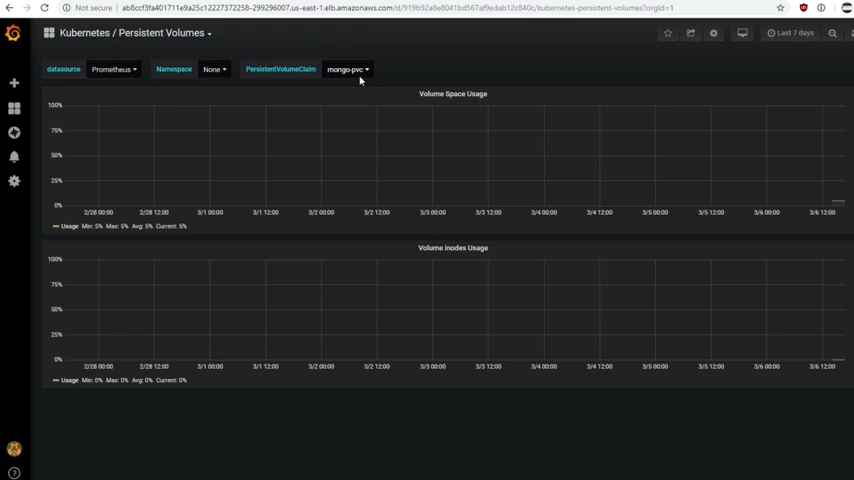 Not secure | ab8ccf3fa401711e9a25c12227372258-299296007.us-east-1.elb.amazonaws.com/d/919b92a8e8041bd567af9edab12c840c/kubernetes-persistent-volumes?orgId=1
Kubernetes / Persistent Volumes
Last 7 days
datasource Prometheus Namespace None PersistentVolumeClaim mongo-pvc
Volume Space Usage
100%
75%
50%
25%
0%
2/28 00:00 2/28 12:00 3/1 00:00 3/1 12:00 3/2 00:00 3/2 12:00 3/3 00:00 3/3 12:00 3/4 00:00 3/4 12:00 3/5 00:00 3/5 12:00 3/6 00:00 3/6 12:00
Usage Min: 5% Max: 5% Avg: 5% Current: 5%
Volume inodes Usage
100%
75%
50%
25%
0%
2/28 00:00 2/28 12:00 3/1 00:00 3/1 12:00 3/2 00:00 3/2 12:00 3/3 00:00 3/3 12:00 3/4 00:00 3/4 12:00 3/5 00:00 3/5 12:00 3/6 00:00 3/6 12:00
Usage Min: 0% Max: 0% Avg: 0% Current: 0%